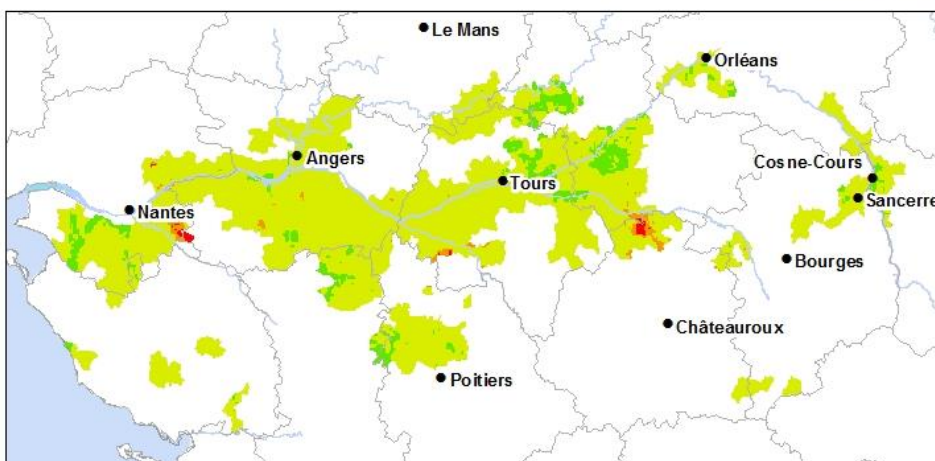 Le Mans
Orléans
Angers
Cosne-Cours
Tours
Sancerre
Nantes
Bourges
Châteauroux
Poitiers